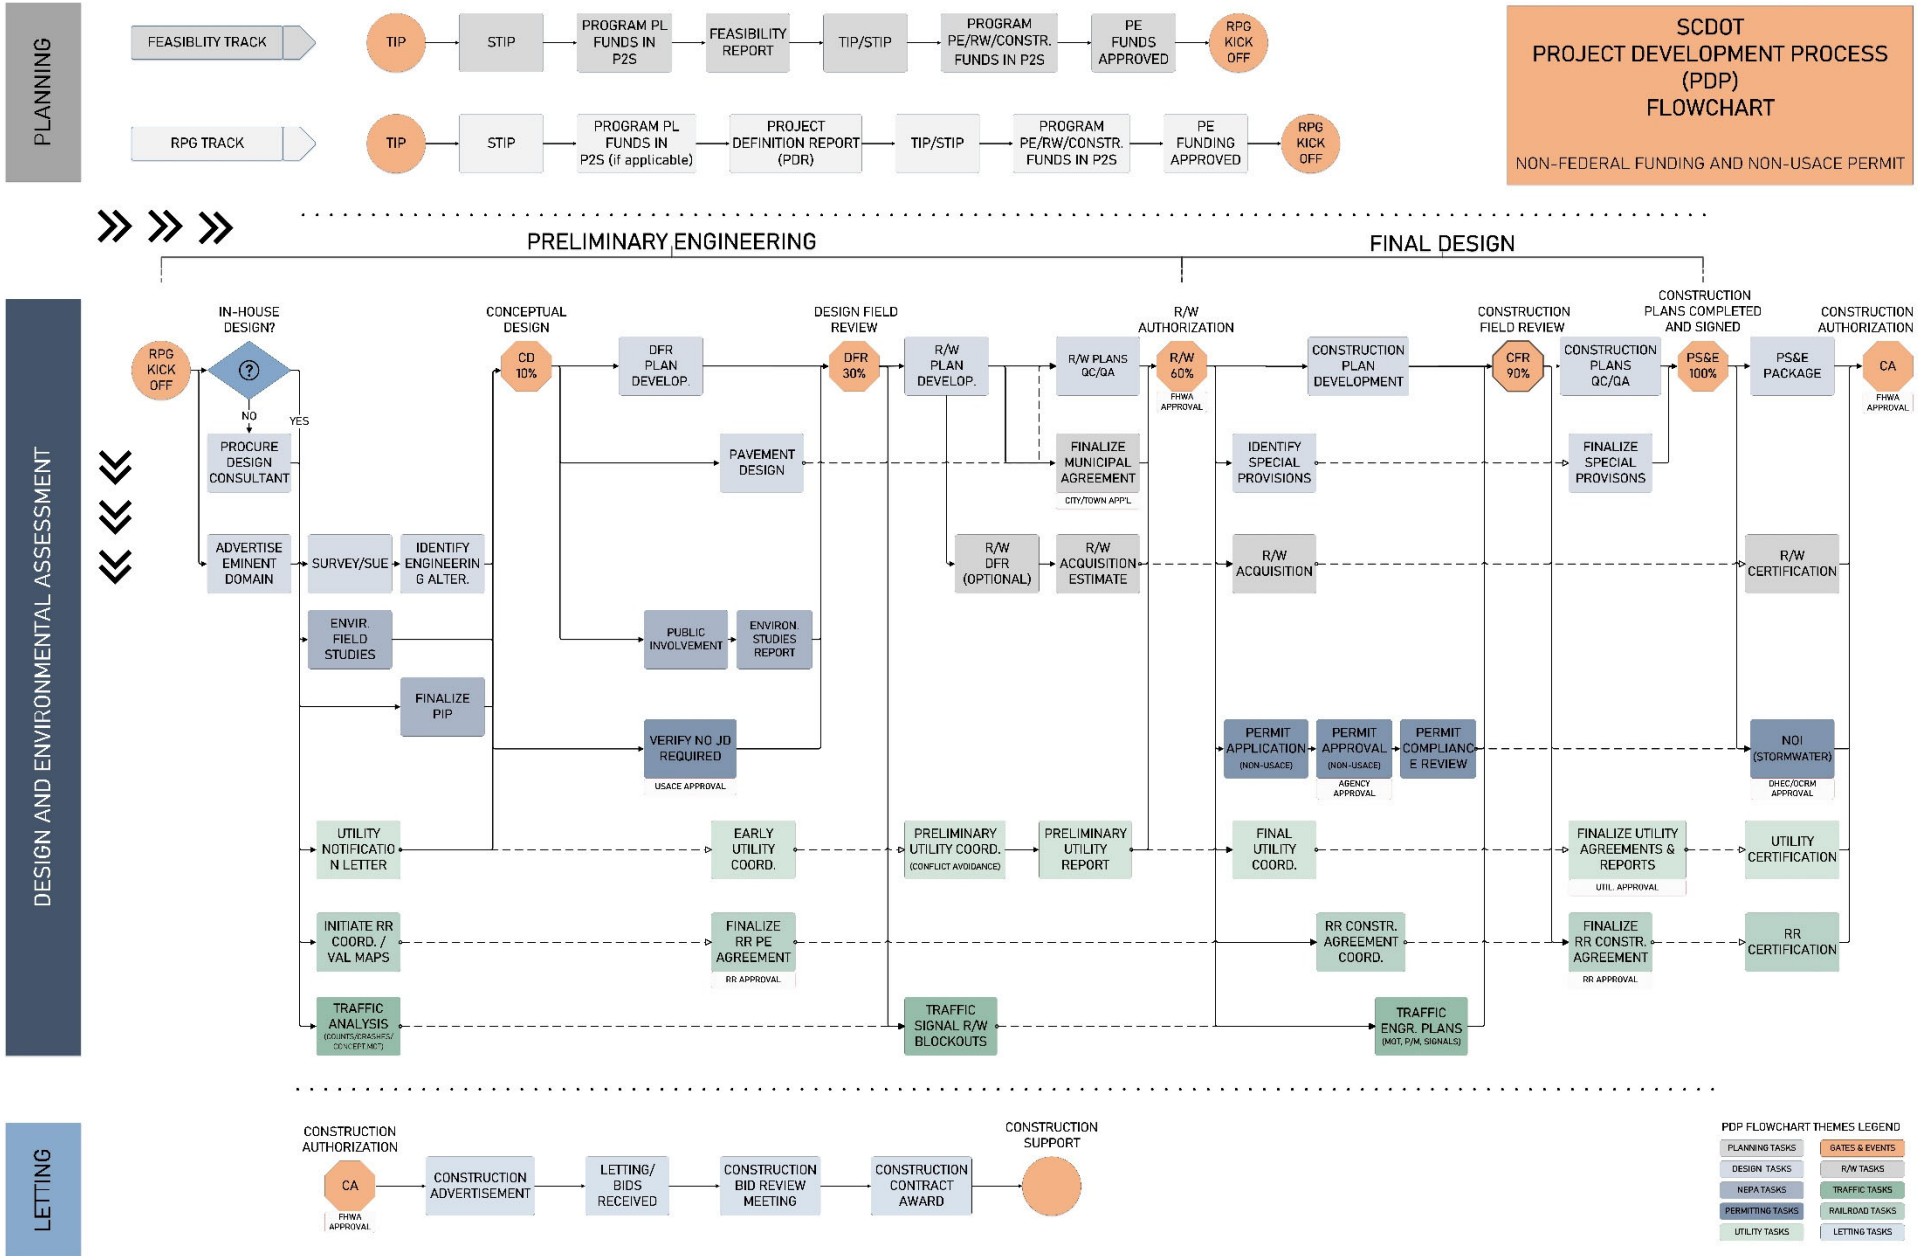 PLANNING
FEASIBLITY TRACK
TIP
STIP
PROGRAM PL
FUNDS IN
P2S
FEASIBILITY
REPORT
TIP/STIP
PROGRAM
PE/RW/CONSTR.
FUNDS IN P2S
PE
FUNDS
APPROVED
RPG
KICK
OFF
SCDOT
PROJECT DEVELOPMENT PROCESS
(PDP)
FLOWCHART
NON-FEDERAL FUNDING AND NON-USACE PERMIT
RPG TRACK
TIP
STIP
PROGRAM PL
FUNDS IN
P2S (if applicable)
PROJECT
DEFINITION REPORT
(PDR)
TIP/STIP
PROGRAM
PE/RW/CONSTR.
FUNDS IN P2S
PE
FUNDING
APPROVED
RPG
KICK
OFF
PRELIMINARY ENGINEERING
FINAL DESIGN
DESIGN AND ENVIRONMENTAL ASSESSMENT
RPG
KICK
OFF
IN-HOUSE
DESIGN?
?
NO
YES
CONCEPTUAL
DESIGN
CD
10%
DFR
PLAN
DEVELOP.
DESIGN FIELD
REVIEW
DFR
30%
R/W
PLAN
DEVELOP.
R/W PLANS
QC/QA
R/W
AUTHORIZATION
R/W
60%
FHWA
APPROVAL
CONSTRUCTION
PLAN
DEVELOPMENT
CONSTRUCTION
FIELD REVIEW
CFR
90%
CONSTRUCTION
PLANS
QC/QA
CONSTRUCTION
PLANS COMPLETED
AND SIGNED
PS&E
100%
PS&E
PACKAGE
CONSTRUCTION
AUTHORIZATION
CA
FHWA
APPROVAL
PROCURE
DESIGN
CONSULTANT
PAVEMENT
DESIGN
FINALIZE
MUNICIPAL
AGREEMENT
CITY/TOWN APP'L
IDENTIFY
SPECIAL
PROVISIONS
FINALIZE
SPECIAL
PROVISONS
ADVERTISE
EMINENT
DOMAIN
SURVEY/SUE
IDENTIFY
ENGINEERIN
G ALTER.
R/W
DFR
(OPTIONAL)
R/W
ACQUISITION
ESTIMATE
R/W
ACQUISITION
R/W
CERTIFICATION
ENVIR.
FIELD
STUDIES
PUBLIC
INVOLVEMENT
ENVIRON.
STUDIES
REPORT
FINALIZE
PIP
VERIFY NO JD
REQUIRED
USACE APPROVAL
PERMIT
APPLICATION
(NON-USACE)
PERMIT
APPROVAL
(NON-USACE)
AGENCY
APPROVAL
PERMIT
COMPLIANC
E REVIEW
NOI
(STORMWATER)
DHEC/OCRM
APPROVAL
UTILITY
NOTIFICATIO
N LETTER
EARLY
UTILITY
COORD.
PRELIMINARY
UTILITY COORD.
(CONFLICT AVOIDANCE)
PRELIMINARY
UTILITY
REPORT
FINAL
UTILITY
COORD.
FINALIZE UTILITY
AGREEMENTS &
REPORTS
UTIL. APPROVAL
UTILITY
CERTIFICATION
INITIATE RR
COORD. /
VAL MAPS
FINALIZE
RR PE
AGREEMENT
RR APPROVAL
RR CONSTR.
AGREEMENT
COORD.
FINALIZE
RR CONSTR.
AGREEMENT
RR APPROVAL
RR
CERTIFICATION
TRAFFIC
ANALYSIS
(COUNTS/CRASHES/
CONCEPT MOT)
TRAFFIC
SIGNAL R/W
BLOCKOUTS
TRAFFIC
ENGR. PLANS
(MOT, P/M, SIGNALS)
LETTING
CONSTRUCTION
AUTHORIZATION
CA
FHWA
APPROVAL
CONSTRUCTION
ADVERTISEMENT
LETTING/
BIDS
RECEIVED
CONSTRUCTION
BID REVIEW
MEETING
CONSTRUCTION
CONTRACT
AWARD
CONSTRUCTION
SUPPORT
PDP FLOWCHART THEMES LEGEND
PLANNING TASKS
GATES & EVENTS
DESIGN TASKS
R/W TASKS
NEPA TASKS
TRAFFIC TASKS
PERMITTING TASKS
RAILROAD TASKS
UTILITY TASKS
LETTING TASKS